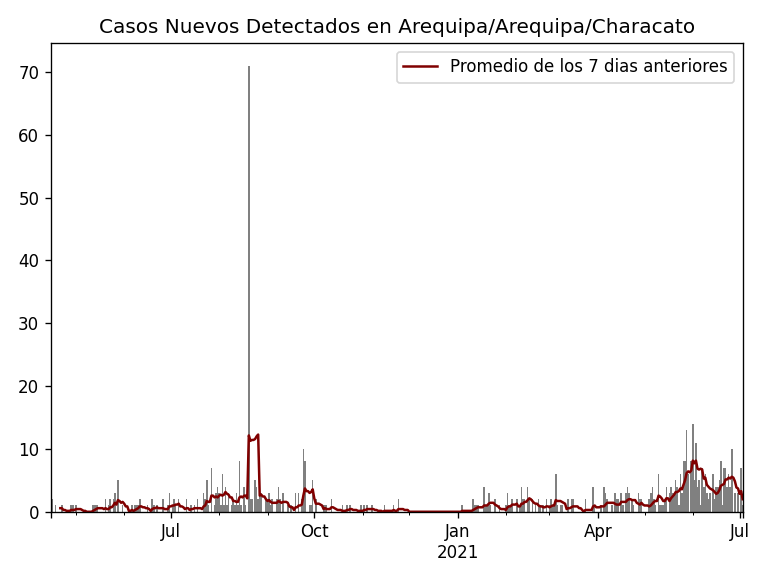 Casos Nuevos Detectados en Arequipa/Arequipa/Characato
Promedio de los 7 dias anteriores
70
60
50
40
30
20
10
0
Jul
Oct
Jan
2021
Apr
Jul